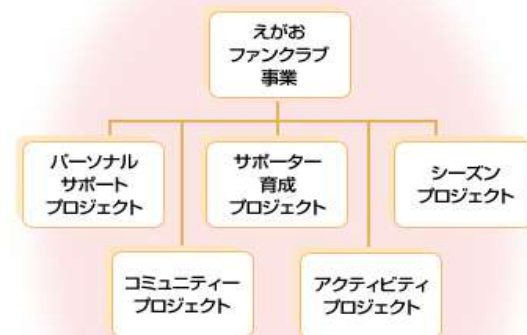 えがお
ファンクラブ
事業
パーソナル
サポート
プロジェクト
サポーター
育成
プロジェクト
シーズン
プロジェクト
コミュニティー
プロジェクト
アクティビティ
プロジェクト